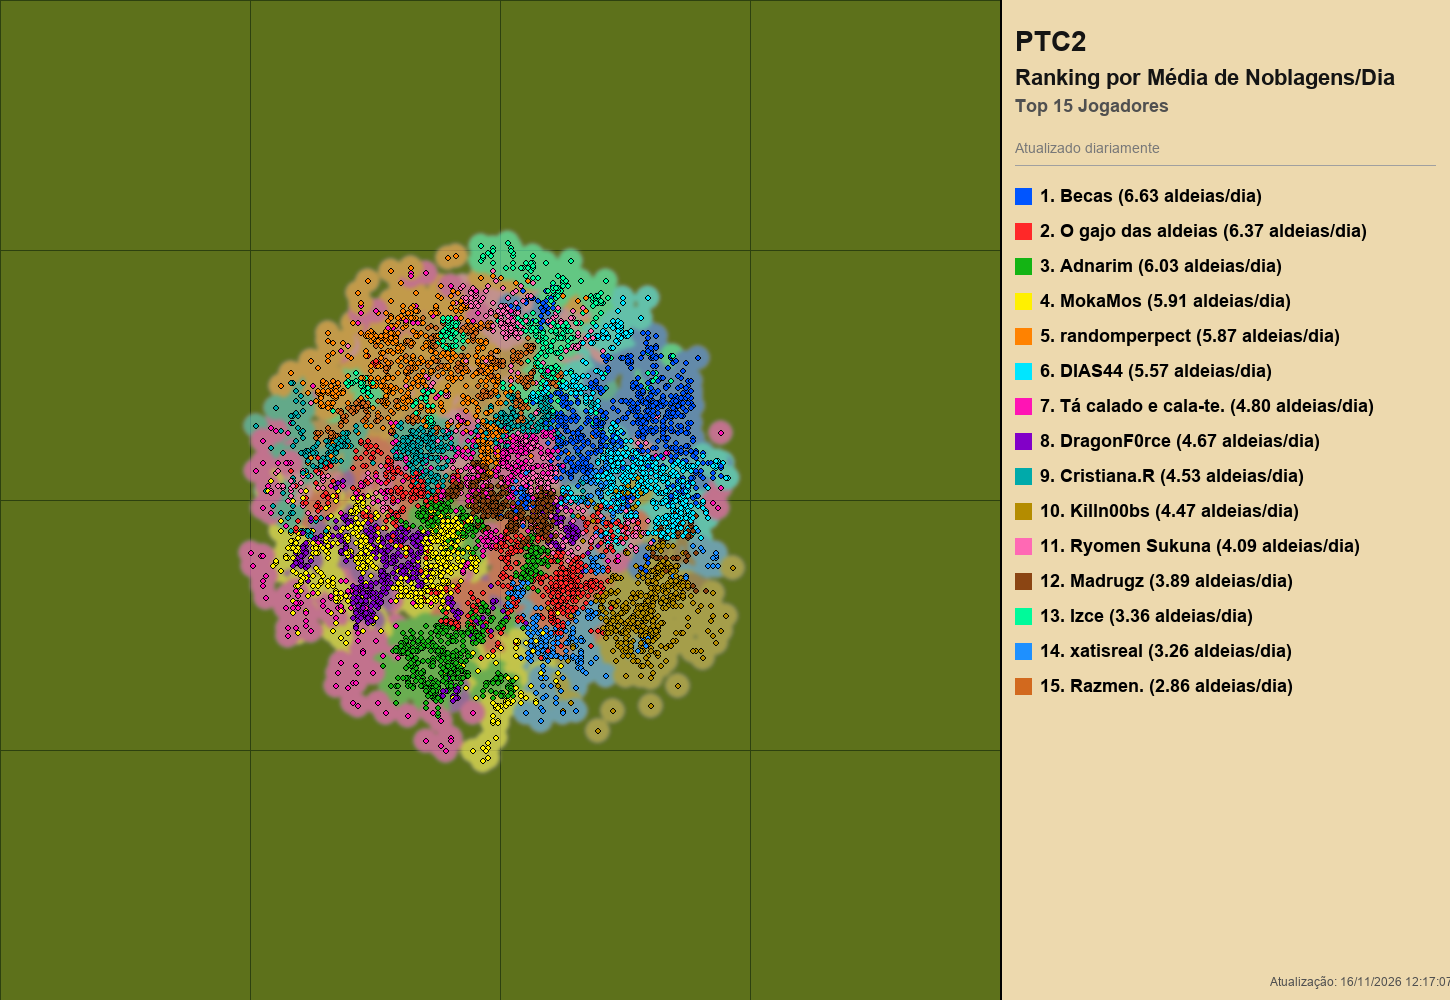 PTC2
Ranking por Média de Noblagens/Dia
Top 15 Jogadores
Atualizado diariamente
1. Becas (6.63 aldeias/dia)
2. O gajo das aldeias (6.37 aldeias/dia)
3. Adnarim (6.03 aldeias/dia)
4. MokaMos (5.91 aldeias/dia)
5. randomperpect (5.87 aldeias/dia)
6. DIAS44 (5.57 aldeias/dia)
7. Tá calado e cala-te. (4.80 aldeias/dia)
8. DragonF0rce (4.67 aldeias/dia)
9. Cristiana.R (4.53 aldeias/dia)
10. Killn00bs (4.47 aldeias/dia)
11. Ryomen Sukuna (4.09 aldeias/dia)
12. Madrugz (3.89 aldeias/dia)
13. Izce (3.36 aldeias/dia)
14. xatisreal (3.26 aldeias/dia)
15. Razmen. (2.86 aldeias/dia)
Atualização: 16/11/2026 12:17:07